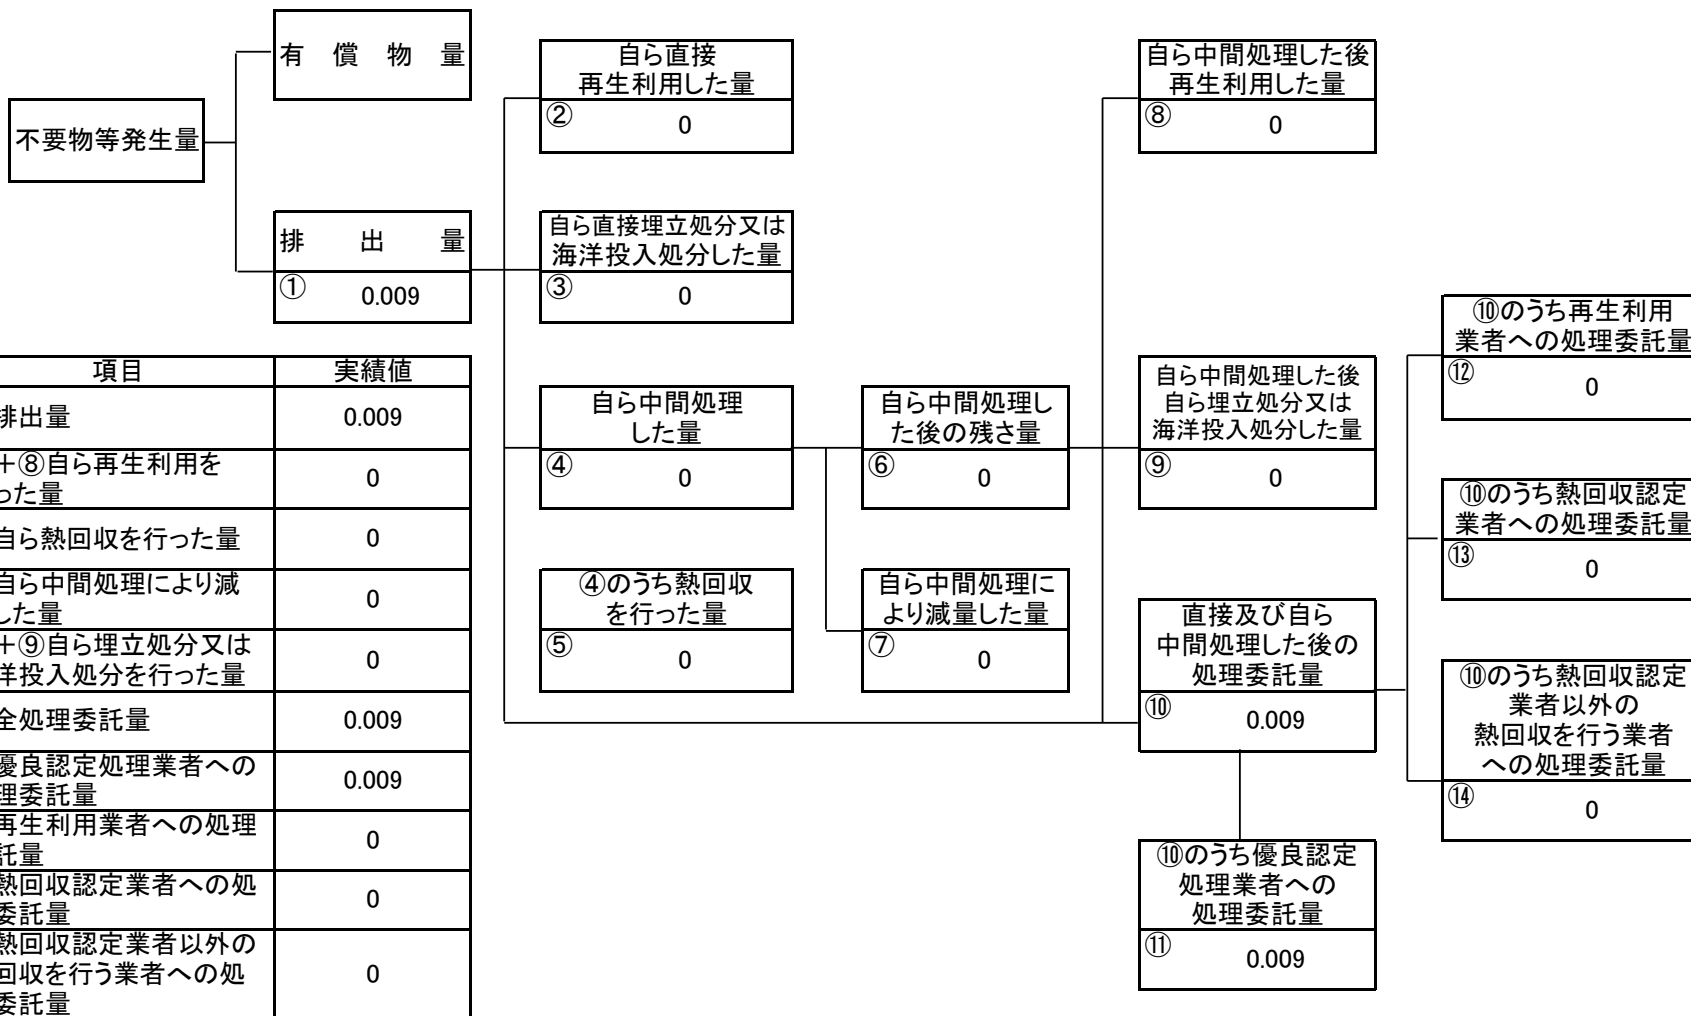 有償物量
不要物等発生量
排出量
① 0.009
自ら直接
再生利用した量
② 0
自ら直接埋立処分又は
海洋投入処分した量
③ 0
自ら中間処理
した量
④ 0
④のうち熱回収
を行った量
⑤ 0
自ら中間処理し
た後の残さ量
⑥ 0
自ら中間処理に
より減量した量
⑦ 0
自ら中間処理した後
再生利用した量
⑧ 0
自ら中間処理した後
自ら埋立処分又は
海洋投入処分した量
⑨ 0
直接及び自ら
中間処理した後の
処理委託量
⑩ 0.009
⑩のうち優良認定
処理業者への
処理委託量
⑪ 0.009
⑩のうち再生利用
業者への処理委託量
⑫ 0
⑩のうち熱回収認定
業者への処理委託量
⑬ 0
⑩のうち熱回収認定
業者以外の
熱回収を行う業者
への処理委託量
⑭ 0
項目 実績値
排出量 0.009
+⑧自ら再生利用を
った量 0
自ら熱回収を行った量 0
自ら中間処理により減
した量 0
+⑨自ら埋立処分又は
洋投入処分を行った量 0
全処理委託量 0.009
優良認定処理業者への
理委託量 0.009
再生利用業者への処理
託量 0
熱回収認定業者への処
委託量 0
熱回収認定業者以外の
回収を行う業者への処
委託量 0